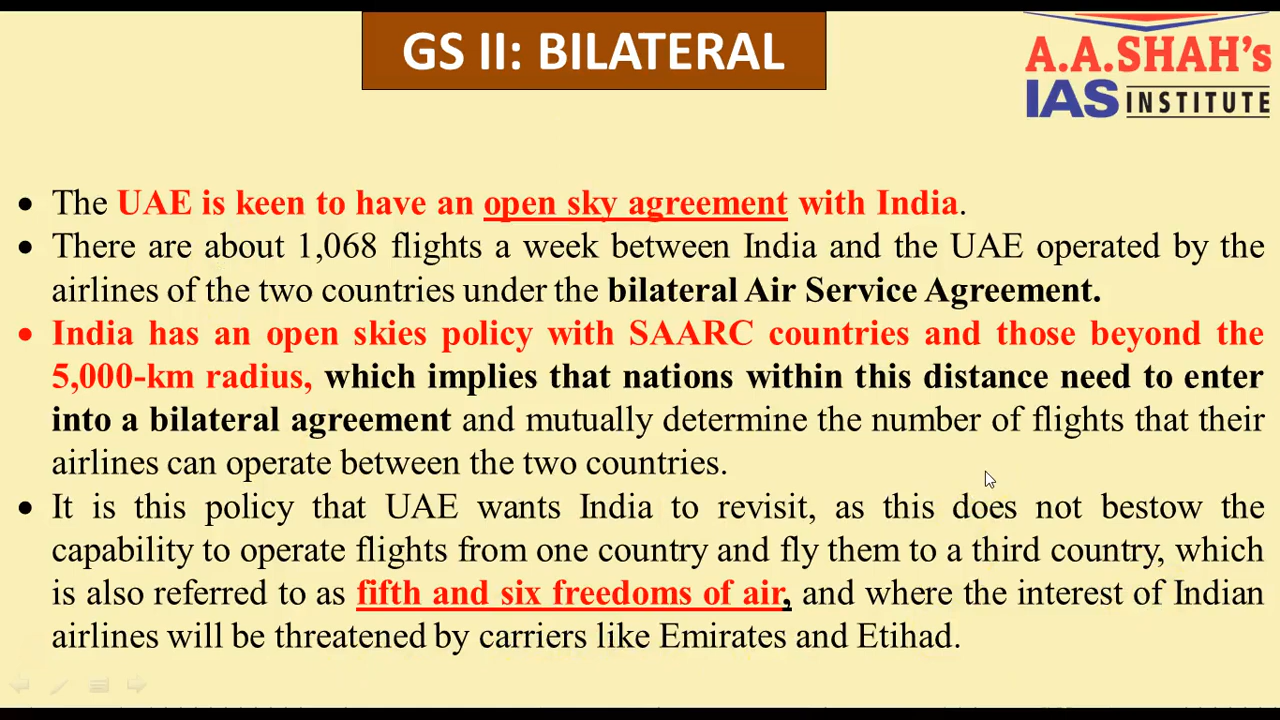 GS II: BILATERAL
A.A.SHAH's
IAS INSTITUTE
• The UAE is keen to have an open sky agreement with India.
• There are about 1,068 flights a week between India and the UAE operated by the
airlines of the two countries under the bilateral Air Service Agreement.
• India has an open skies policy with SAARC countries and those beyond the
5,000-km radius, which implies that nations within this distance need to enter
into a bilateral agreement and mutually determine the number of flights that their
airlines can operate between the two countries.
• It is this policy that UAE wants India to revisit, as this does not bestow the
capability to operate flights from one country and fly them to a third country, which
is also referred to as fifth and six freedoms of air, and where the interest of Indian
airlines will be threatened by carriers like Emirates and Etihad.